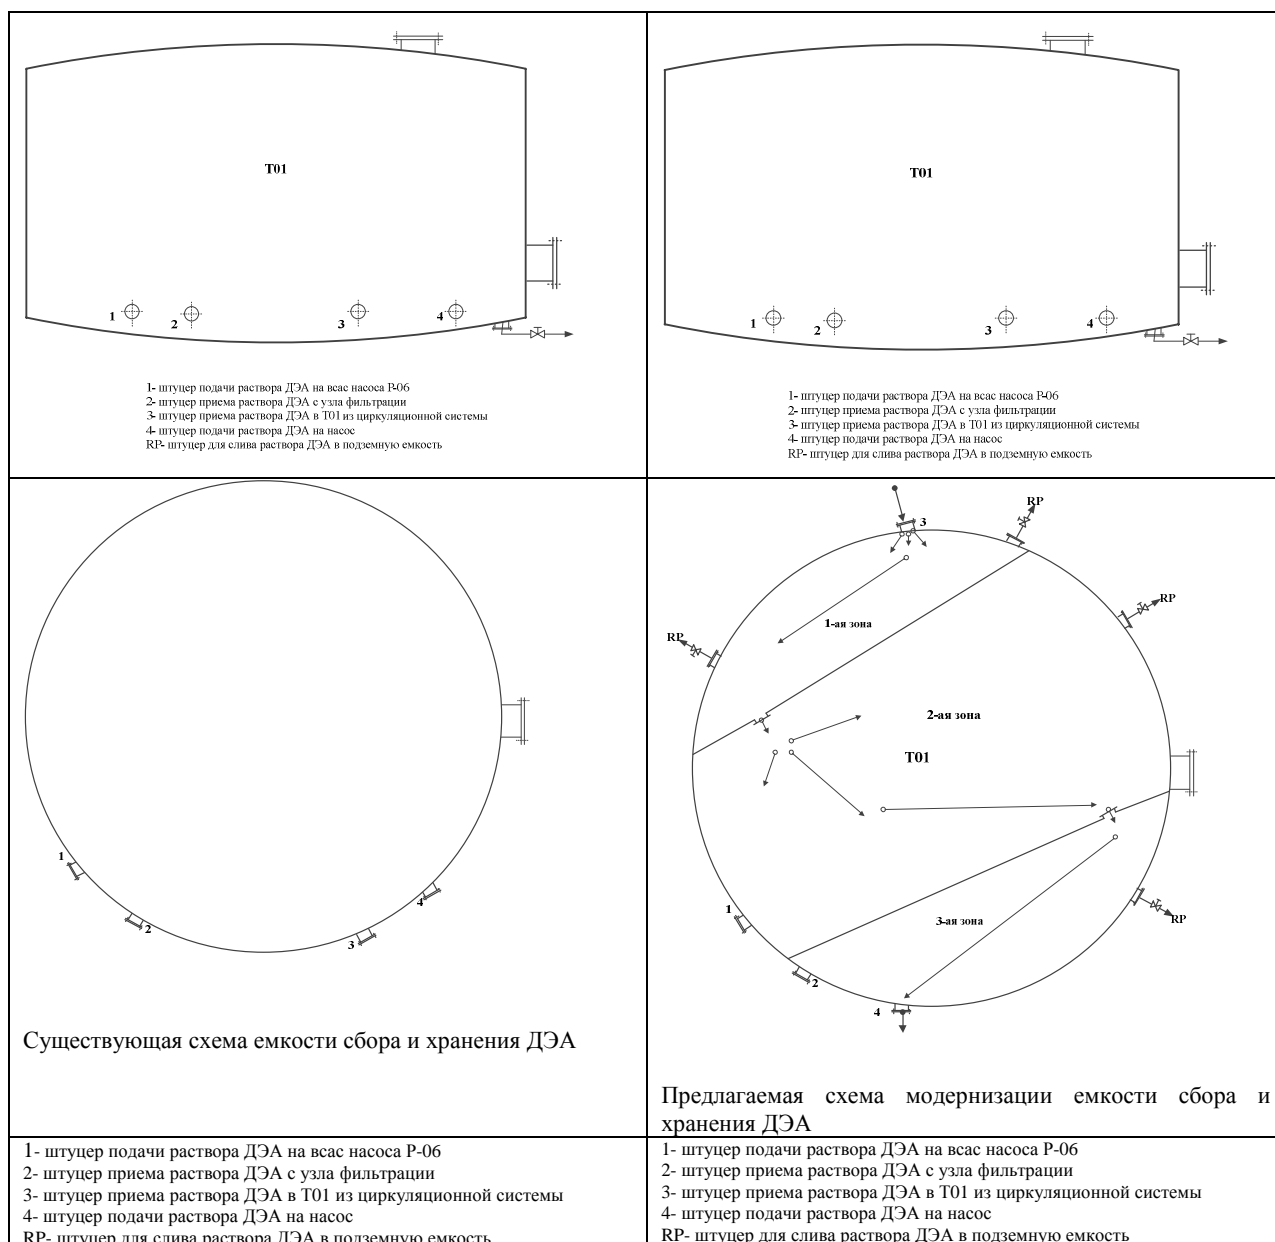 T01
1
2
3
4
1- штуцер подачи раствора ДЭА на всас насоса Р-06
2- штуцер приема раствора ДЭА с узла фильтрации
3- штуцер приема раствора ДЭА в Т01 из циркуляционной системы
4- штуцер подачи раствора ДЭА на насос
RP- штуцер для слива раствора ДЭА в подземную емкость
T01
1
2
3
4
1- штуцер подачи раствора ДЭА на всас насоса Р-06
2- штуцер приема раствора ДЭА с узла фильтрации
3- штуцер приема раствора ДЭА в Т01 из циркуляционной системы
4- штуцер подачи раствора ДЭА на насос
RP- штуцер для слива раствора ДЭА в подземную емкость
1
2
3
4
Существующая схема емкости сбора и хранения ДЭА
3
RP
RP
RP
1-ая зона
2-ая зона
T01
3-ая зона
1
2
4
RP
Предлагаемая схема модернизации емкости сбора и
хранения ДЭА
1- штуцер подачи раствора ДЭА на всас насоса Р-06
2- штуцер приема раствора ДЭА с узла фильтрации
3- штуцер приема раствора ДЭА в Т01 из циркуляционной системы
4- штуцер подачи раствора ДЭА на насос
RP- штуцер для слива раствора ДЭА в подземную емкость
1- штуцер подачи раствора ДЭА на всас насоса Р-06
2- штуцер приема раствора ДЭА с узла фильтрации
3- штуцер приема раствора ДЭА в Т01 из циркуляционной системы
4- штуцер подачи раствора ДЭА на насос
RP- штуцер для слива раствора ДЭА в подземную емкость